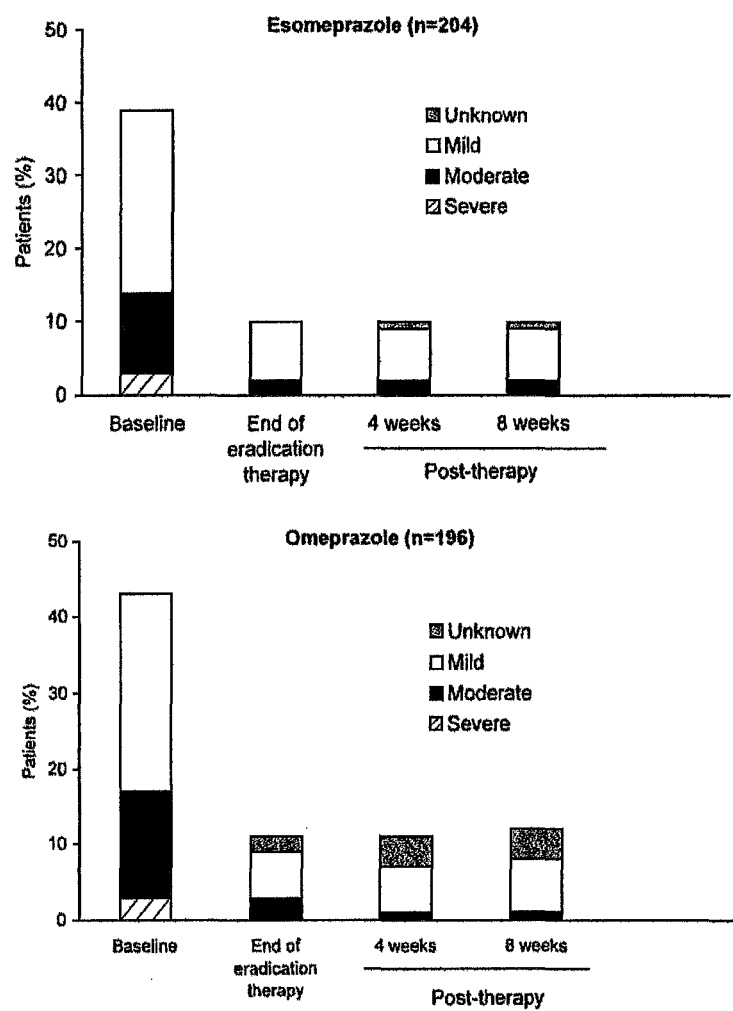 Esomeprazole (n=204)
50
40
30
20
10
0
Patients (%)
Unknown
Mild
Moderate
Severe
Baseline
End of
eradication
therapy
4 weeks
8 weeks
Post-therapy
Omeprazole (n=196)
50
40
30
20
10
0
Patients (%)
Unknown
Mild
Moderate
Severe
Baseline
End of
eradication
therapy
4 weeks
8 weeks
Post-therapy